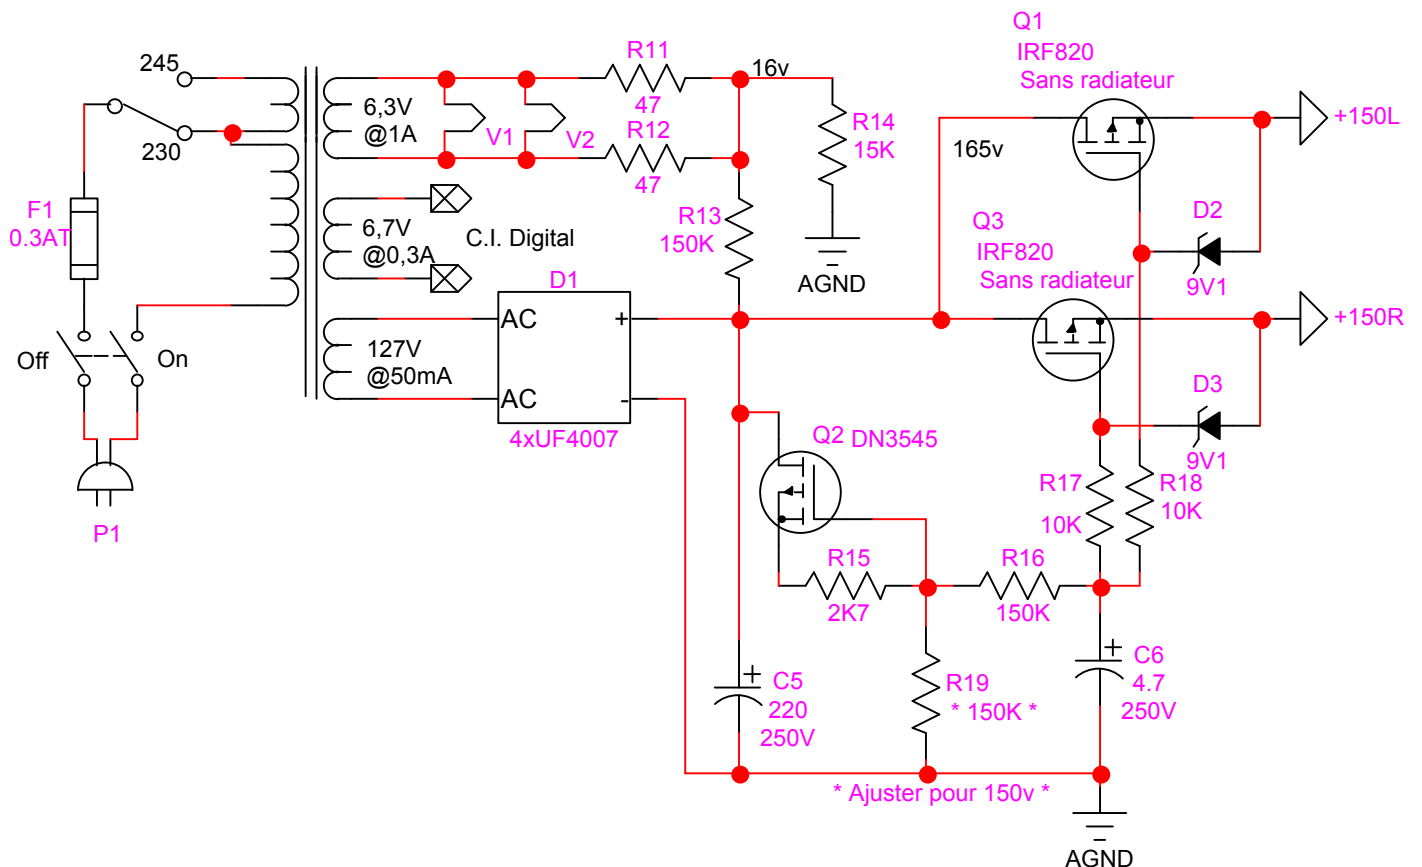 Q1
IRF820
Sans radiateur
245
R11
47
16v
6,3V
@1A
V1
V2
R12
47
R14
15K
165v
+150L
230
F1
0.3AT
R13
150K
Q3
IRF820
Sans radiateur
D2
9V1
6,7V
@0,3A
C.I. Digital
AGND
D1
AC
+
AC
-
4xUF4007
+150R
Off
On
127V
@50mA
D3
9V1
Q2 DN3545
R17
10K
R18
10K
P1
R15
2K7
R16
150K
C5
220
250V
R19
* 150K *
C6
4.7
250V
* Ajuster pour 150v *
AGND